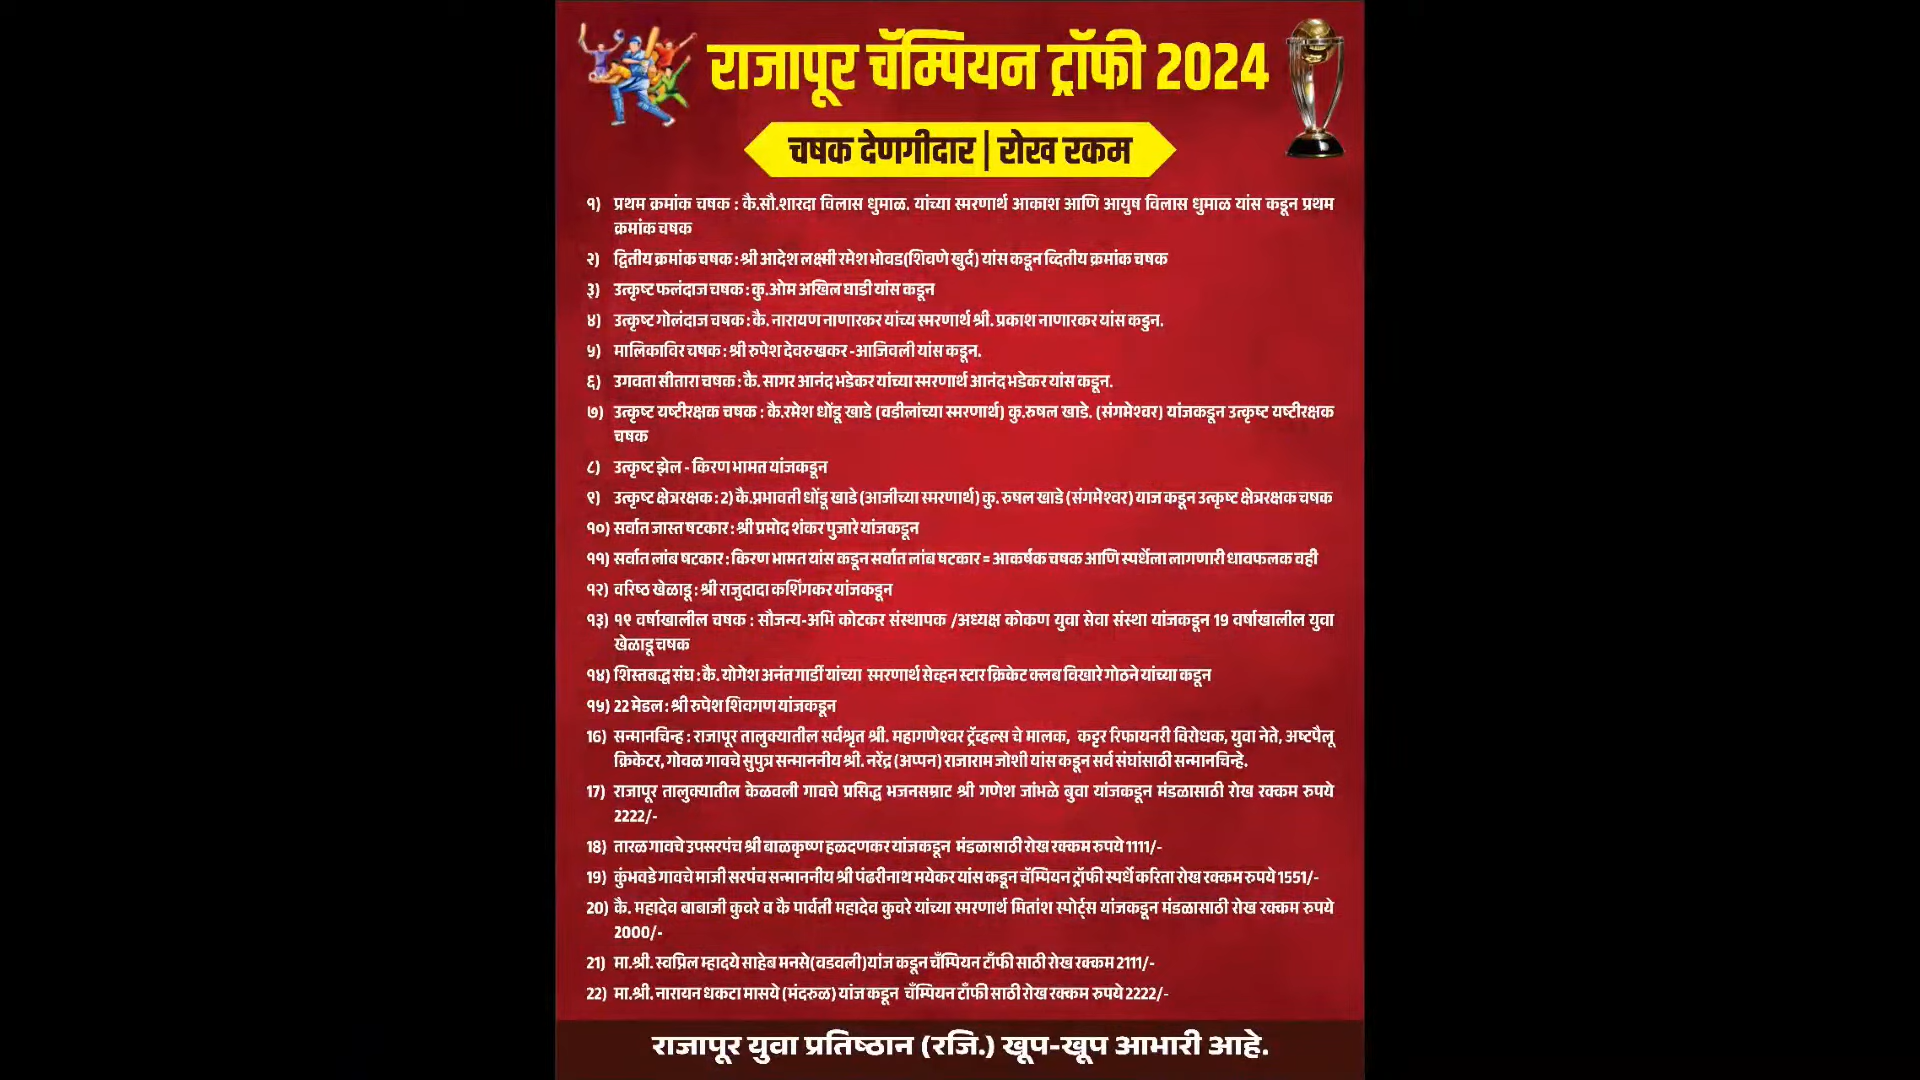 राजापूर चॅम्पियन ट्रॉफी 2024
चषक देणगीदार | रोख रकम
१) प्रथम क्रमांक चषक : कै.सौ.शारदा विलास धुमाळ. यांच्या स्मरणार्थ आकाश आणि आयुष विलास धुमाळ यांस कडून प्रथम
क्रमांक चषक
२) द्वितीय क्रमांक चषक : श्री आदेश लक्ष्मी रमेश भोवड(शिवणे खुर्द) यांस कडून व्दितीय क्रमांक चषक
३) उत्कृष्ट फलंदाज चषक : कु.ओम अखिल घाडी यांस कडून
४) उत्कृष्ट गोलंदाज चषक : कै. नारायण नाणारकर यांच्य स्मरणार्थ श्री. प्रकाश नाणारकर यांस कडुन.
५) मालिकाविर चषक : श्री रुपेश देवरुखकर -आजिवली यांस कडून.
६) उगवता सीतारा चषक : कै. सागर आनंद भडेकर यांच्या स्मरणार्थ आनंद भडेकर यांस कडून.
७) उत्कृष्ट यष्टीरक्षक चषक : कै.रमेश धोंडू खाडे (वडीलांच्या स्मरणार्थ) कु.रुषल खाडे. (संगमेश्वर) यांजकडून उत्कृष्ट यष्टीरक्षक
चषक
८) उत्कृष्ट झेल - किरण भामत यांजकडून
९) उत्कृष्ट क्षेत्ररक्षक : 2) कै.प्रभावती धोंडू खाडे (आजीच्या स्मरणार्थ) कु. रुषल खाडे (संगमेश्वर) याज कडून उत्कृष्ट क्षेत्ररक्षक चषक
१०) सर्वात जास्त षटकार : श्री प्रमोद शंकर पुजारे यांजकडून
११) सर्वात लांब षटकार : किरण भामत यांस कडून सर्वात लांब षटकार = आकर्षक चषक आणि स्पर्धेला लागणारी धावफलक वही
१२) वरिष्ठ खेळाडू : श्री राजुदादा कशिंगकर यांजकडून
१३) १९ वर्षाखालील चषक : सौजन्य-अभि कोटकर संस्थापक /अध्यक्ष कोकण युवा सेवा संस्था यांजकडून 19 वर्षाखालील युवा
खेळाडू चषक
१४) शिस्तबद्ध संघ : कै. योगेश अनंत गार्डी यांच्या स्मरणार्थ सेव्हन स्टार क्रिकेट क्लब विखारे गोठने यांच्या कडून
१५) 22 मेडल : श्री रुपेश शिवगण यांजकडून
16) सन्मानचिन्ह : राजापूर तालुक्यातील सर्वश्रृत श्री. महागणेश्वर ट्रॅव्हल्स चे मालक, कट्टर रिफायनरी विरोधक, युवा नेते, अष्टपैलू
क्रिकेटर, गोवळ गावचे सुपुत्र सन्माननीय श्री. नरेंद्र (अप्पन) राजाराम जोशी यांस कडून सर्व संघांसाठी सन्मानचिन्हे.
17) राजापूर तालुक्यातील केळवली गावचे प्रसिद्ध भजनसम्राट श्री गणेश जांभळे बुवा यांजकडून मंडळासाठी रोख रक्कम रुपये
2222/-
18) तारळ गावचे उपसरपंच श्री बाळकृष्ण हळदणकर यांजकडून मंडळासाठी रोख रक्कम रुपये 1111/-
19) कुंभवडे गावचे माजी सरपंच सन्माननीय श्री पंढरीनाथ मयेकर यांस कडून चॅम्पियन ट्रॉफी स्पर्धे करिता रोख रक्कम रुपये 1551/-
20) कै. महादेव बाबाजी कुवरे व कै पार्वती महादेव कुवरे यांच्या स्मरणार्थ मितांश स्पोर्ट्स यांजकडून मंडळासाठी रोख रक्कम रुपये
2000/-
21) मा.श्री. स्वप्निल म्हादये साहेब मनसे(वडवली)यांज कडून चँम्पियन टाँफी साठी रोख रक्कम 2111/-
22) मा.श्री. नारायन धकटा मासये (मंदरुळ) यांज कडून चँम्पियन टाँफी साठी रोख रक्कम रुपये 2222/-
राजापूर युवा प्रतिष्ठान (रजि.) खूप-खूप आभारी आहे.